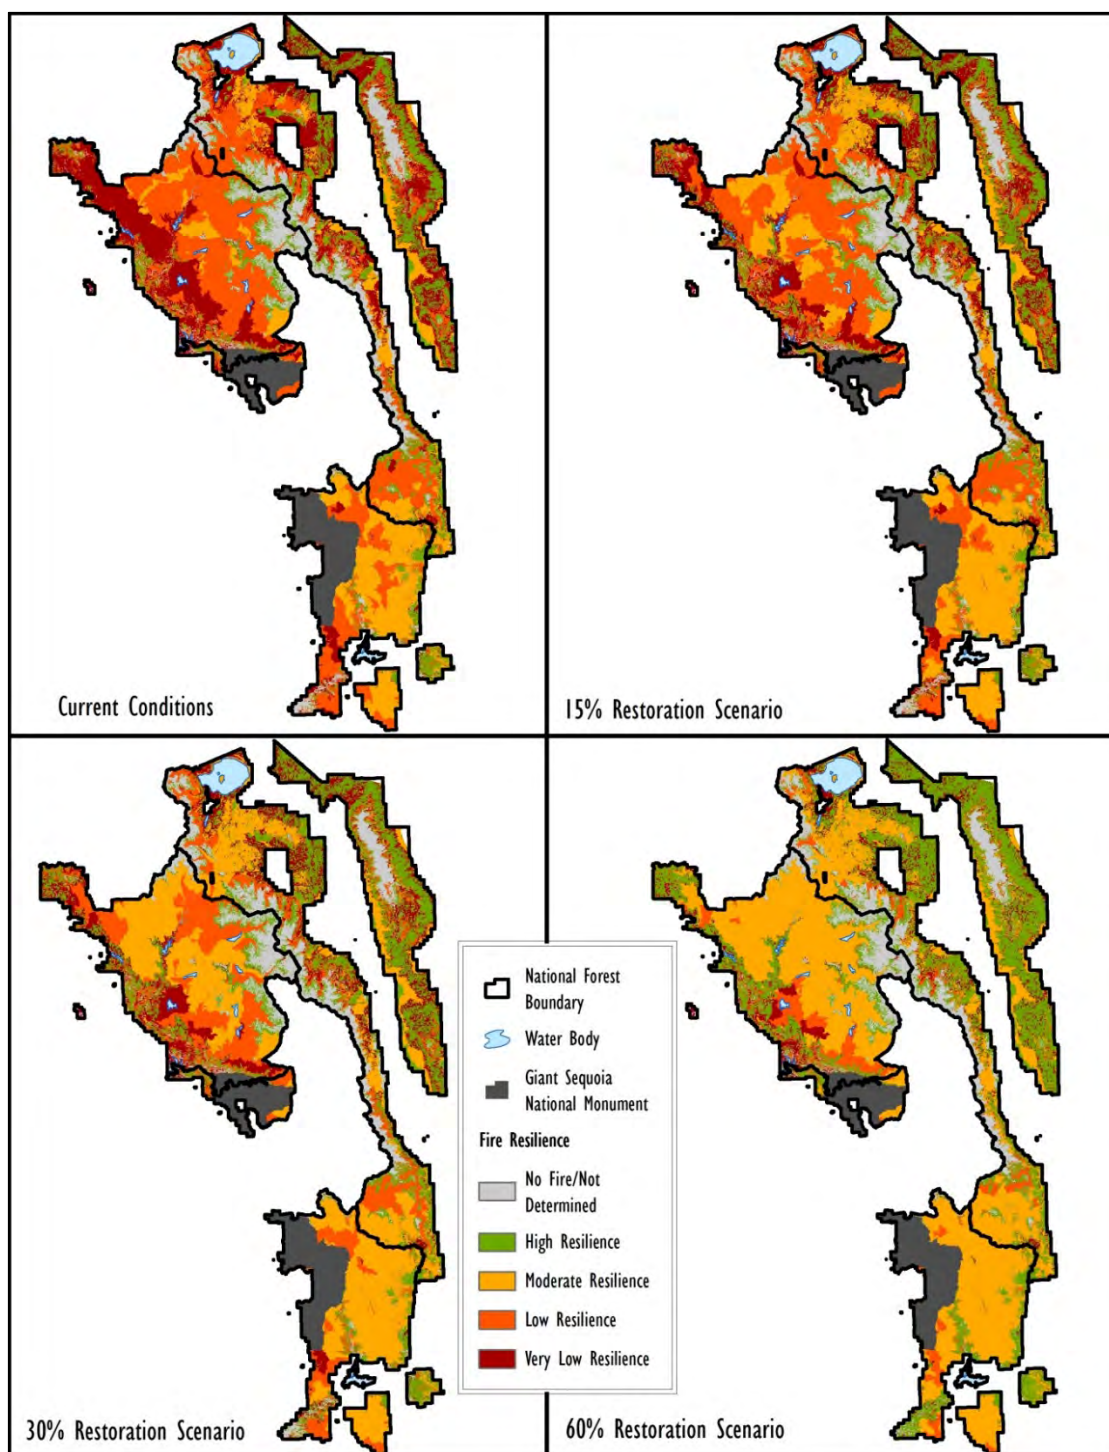 Current Conditions
15% Restoration Scenario
National Forest
Boundary
Water Body
Giant Sequoia
National Monument
Fire Resilience
No Fire/Not
Determined
High Resilience
Moderate Resilience
Low Resilience
Very Low Resilience
30% Restoration Scenario
60% Restoration Scenario